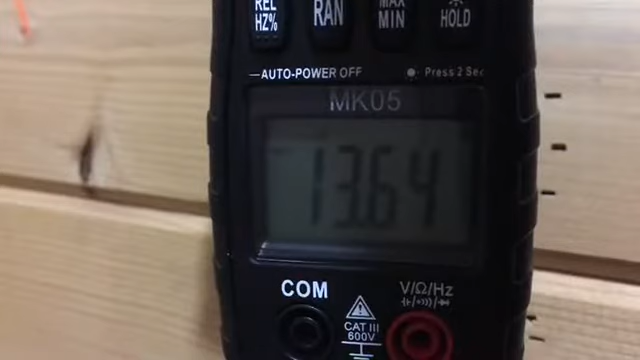 REL RAN MAX HOLD
HZ% MIN
AUTO-POWER OFF Press 2 Sec
MK05
13.64
COM V/Ω/Hz
CAT III
600V